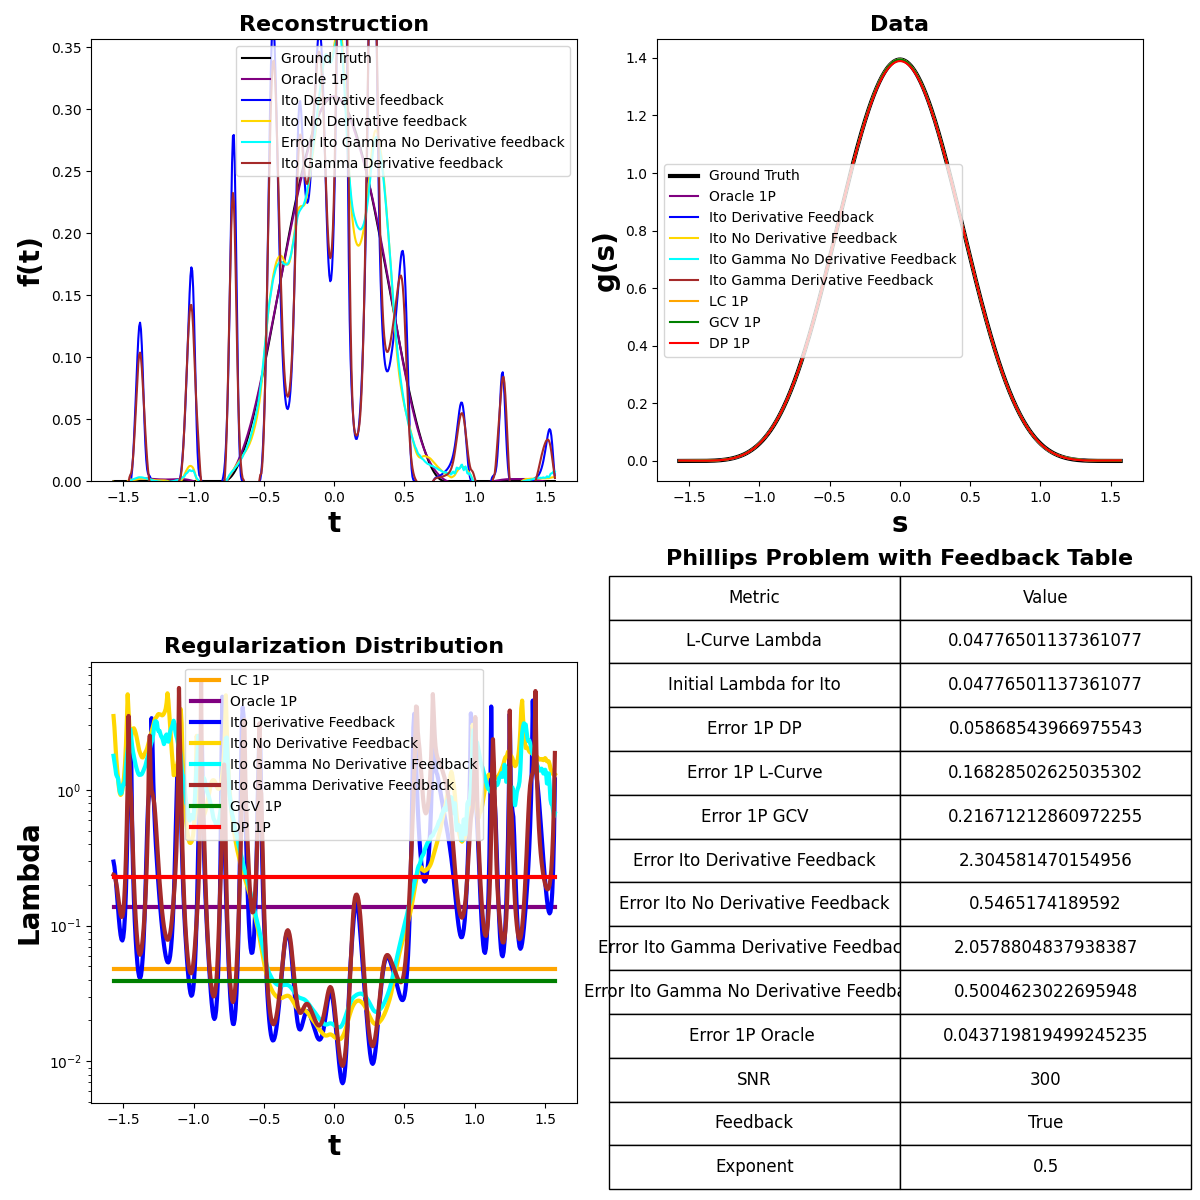 Reconstruction
f(t)
0.35
0.30
0.25
0.20
0.15
0.10
0.05
0.00
Ground Truth
Oracle 1P
Ito Derivative feedback
Ito No Derivative feedback
Error Ito Gamma No Derivative feedback
Ito Gamma Derivative feedback
−1.5 −1.0 −0.5 0.0 0.5 1.0 1.5
t
Data
g(s)
1.4
1.2
1.0
0.8
0.6
0.4
0.2
0.0
Ground Truth
Oracle 1P
Ito Derivative Feedback
Ito No Derivative Feedback
Ito Gamma No Derivative Feedback
Ito Gamma Derivative Feedback
LC 1P
GCV 1P
DP 1P
−1.5 −1.0 −0.5 0.0 0.5 1.0 1.5
s
Regularization Distribution
Lambda
10⁰
10⁻¹
10⁻²
LC 1P
Oracle 1P
Ito Derivative Feedback
Ito No Derivative Feedback
Ito Gamma No Derivative Feedback
Ito Gamma Derivative Feedback
GCV 1P
DP 1P
−1.5 −1.0 −0.5 0.0 0.5 1.0 1.5
t
Phillips Problem with Feedback Table
Metric Value
L-Curve Lambda 0.04776501137361077
Initial Lambda for Ito 0.04776501137361077
Error 1P DP 0.05868543966975543
Error 1P L-Curve 0.16828502625035302
Error 1P GCV 0.21671212860972255
Error Ito Derivative Feedback 2.304581470154956
Error Ito No Derivative Feedback 0.5465174189592
Error Ito Gamma Derivative Feedbac 2.0578804837938387
Error Ito Gamma No Derivative Feedba 0.5004623022695948
Error 1P Oracle 0.043719819499245235
SNR 300
Feedback True
Exponent 0.5